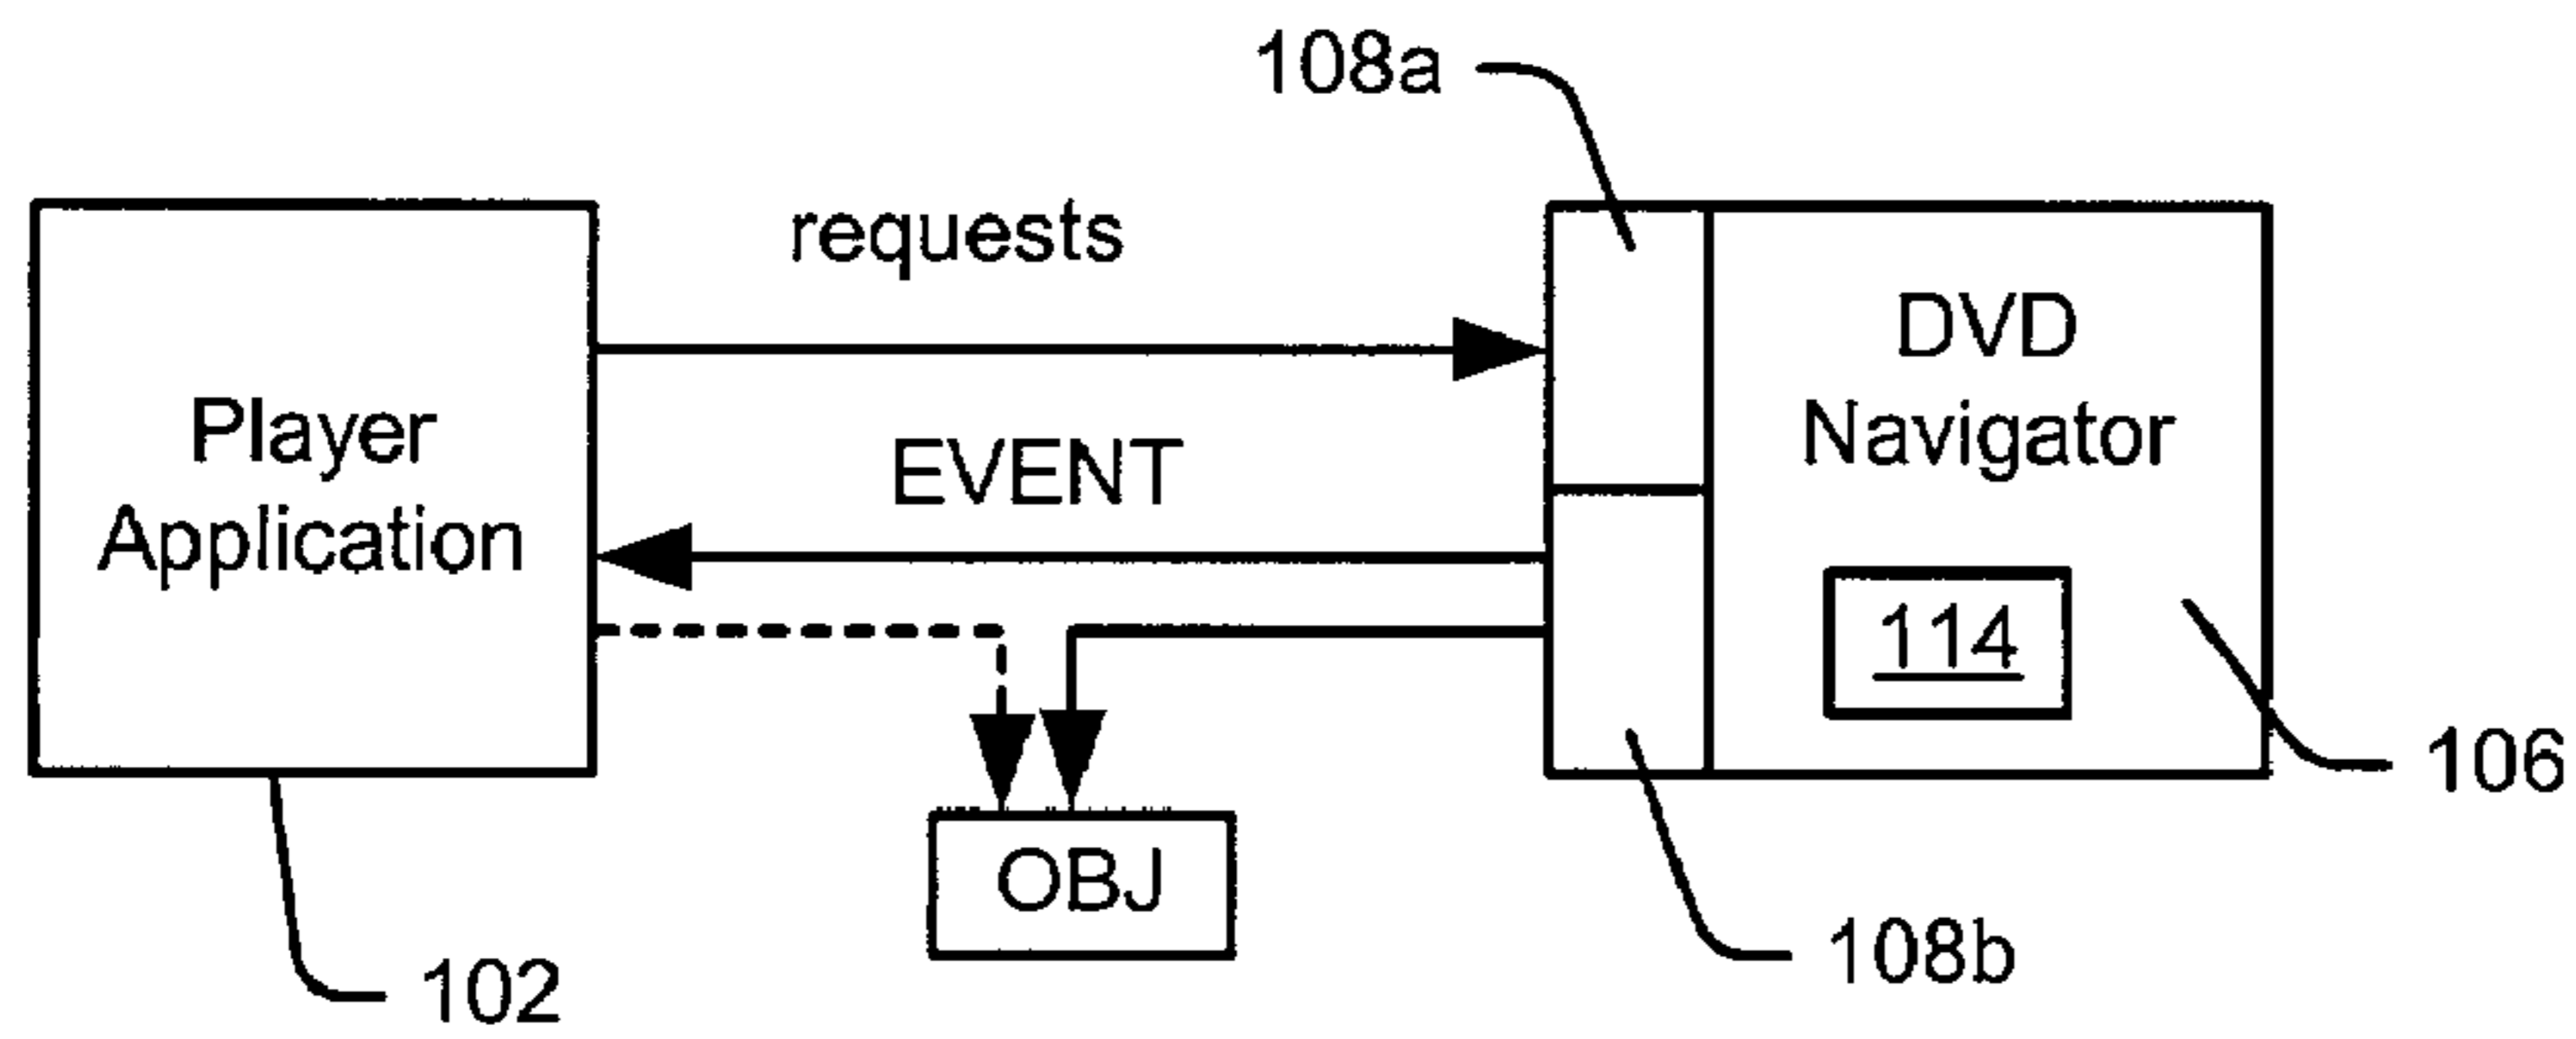 108a
requests
DVD
Navigator
Player
Application
EVENT
114
106
OBJ
108b
102